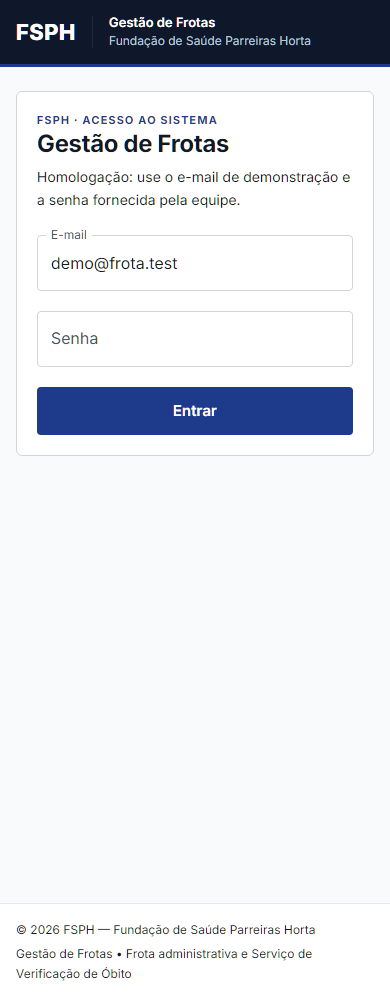 FSPH
Gestão de Frotas
Fundação de Saúde Parreiras Horta
FSPH · ACESSO AO SISTEMA
Gestão de Frotas
Homologação: use o e-mail de demonstração e
a senha fornecida pela equipe.
E-mail
demo@frota.test
Senha
Entrar
© 2026 FSPH — Fundação de Saúde Parreiras Horta
Gestão de Frotas • Frota administrativa e Serviço de
Verificação de Óbito